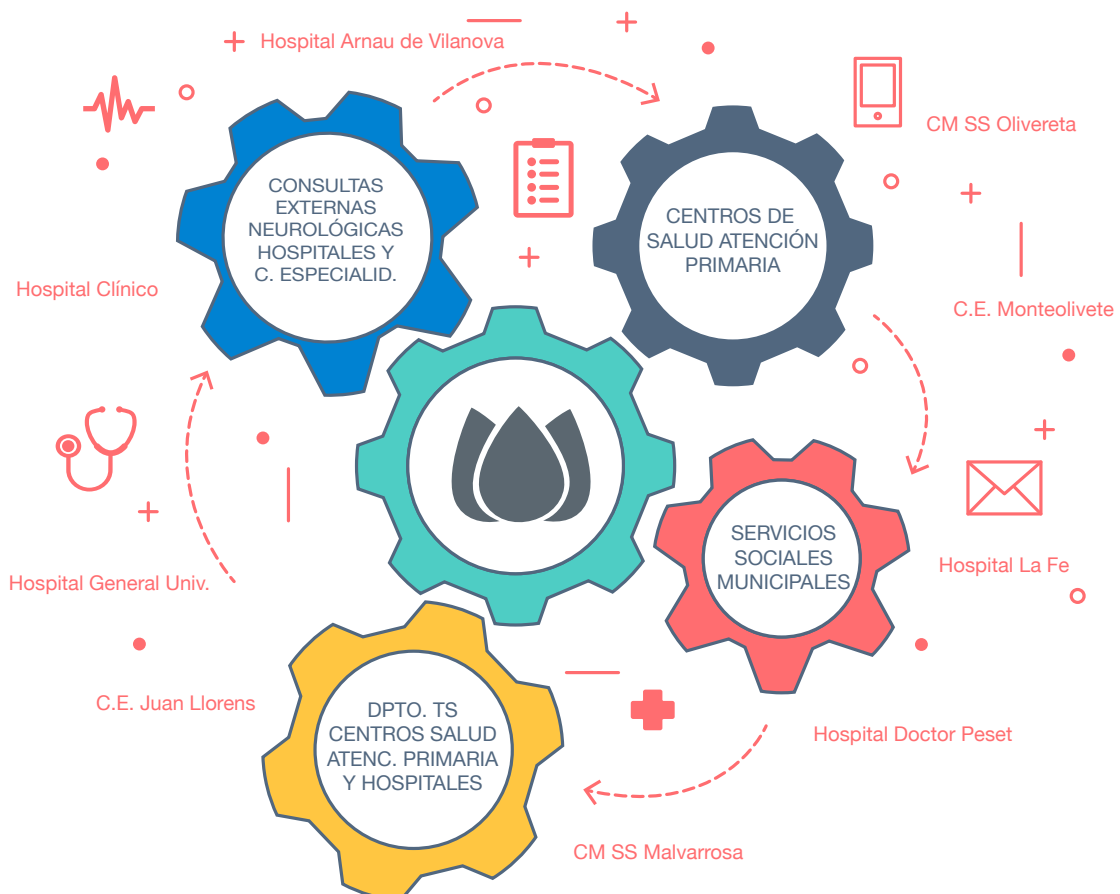 Hospital Arnau de Vilanova
CM SS Olivereta
CONSULTAS
EXTERNAS
NEUROLÓGICAS
HOSPITALES Y
C. ESPECIALID.
CENTROS DE
SALUD ATENCIÓN
PRIMARIA
Hospital Clínico
C.E. Monteolivete
SERVICIOS
SOCIALES
MUNICIPALES
Hospital La Fe
Hospital General Univ.
C.E. Juan Llorens
DPTO. TS
CENTROS SALUD
ATENC. PRIMARIA
Y HOSPITALES
Hospital Doctor Peset
CM SS Malvarrosa